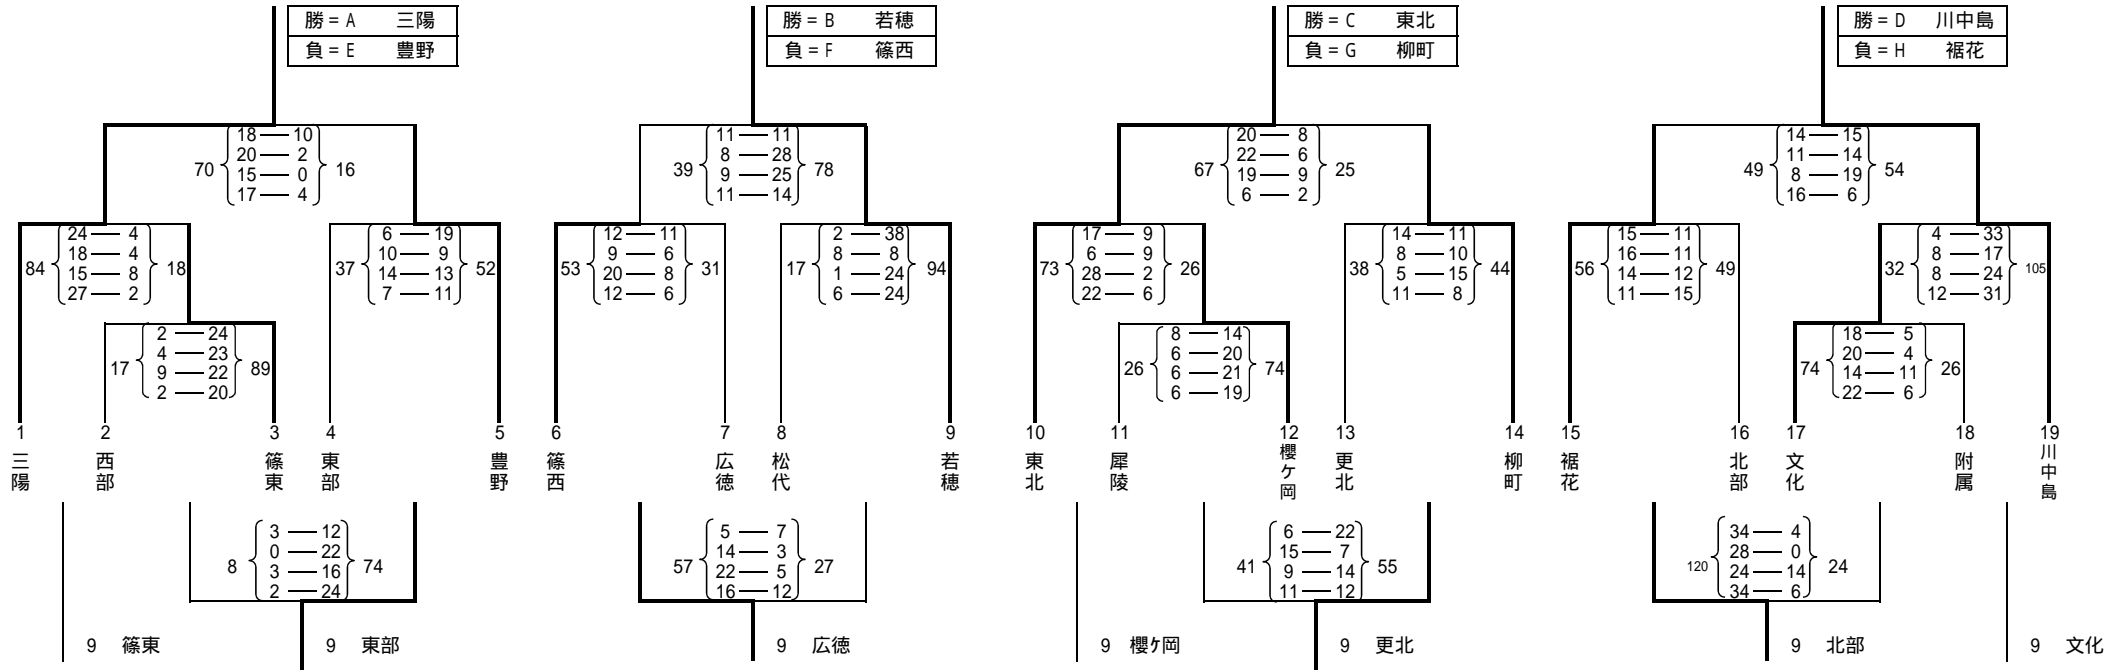 勝＝A 三陽
負＝E 豊野
勝＝B 若穂
負＝F 篠西
勝＝C 東北
負＝G 柳町
勝＝D 川中島
負＝H 裾花
70 16
18 — 10
20 — 2
15 — 0
17 — 4
39 78
11 — 11
8 — 28
9 — 25
11 — 14
67 25
20 — 8
22 — 6
19 — 9
6 — 2
49 54
14 — 15
11 — 14
8 — 19
16 — 6
84 18
24 — 4
18 — 4
15 — 8
27 — 2
37 52
6 — 19
10 — 9
14 — 13
7 — 11
53 31
12 — 11
9 — 6
20 — 8
12 — 6
17 94
2 — 38
8 — 8
1 — 24
6 — 24
73 26
17 — 9
6 — 9
28 — 2
22 — 6
38 44
14 — 11
8 — 10
5 — 15
11 — 8
56 49
15 — 11
16 — 11
14 — 12
11 — 15
32 105
4 — 33
8 — 17
8 — 24
12 — 31
17 89
2 — 24
4 — 23
9 — 22
2 — 20
26 74
8 — 14
6 — 20
6 — 21
6 — 19
74 26
18 — 5
20 — 4
14 — 11
22 — 6
1 三陽
2 西部
3 篠東
4 東部
5 豊野
6 篠西
7 広徳
8 松代
9 若穂
10 東北
11 犀陵
12 櫻ケ岡
13 更北
14 柳町
15 裾花
16 北部
17 文化
18 附属
19 川中島
8 74
3 — 12
0 — 22
3 — 16
2 — 24
57 27
5 — 7
14 — 3
22 — 5
16 — 12
41 55
6 — 22
15 — 7
9 — 14
11 — 12
120 24
34 — 4
28 — 0
24 — 14
34 — 6
9 篠東
9 東部
9 広徳
9 櫻ｹ岡
9 更北
9 北部
9 文化